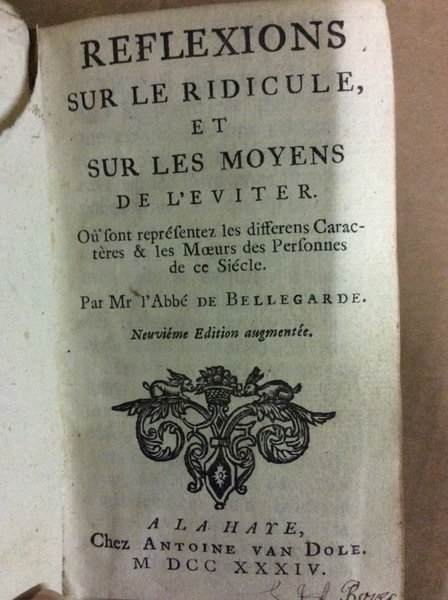 REFLEXIONS
SUR LE RIDICULE,
ET
SUR LES MOYENS
DE L'EVITER.
Où sont représentez les differens Carac-
tères & les Mœurs des Personnes
de ce Siécle.
Par Mr l'Abbé DE BELLEGARDE.
Neuviéme Edition augmentée.
A LA HAYE,
Chez ANTOINE VAN DOLE.
M DCC XXXIV.